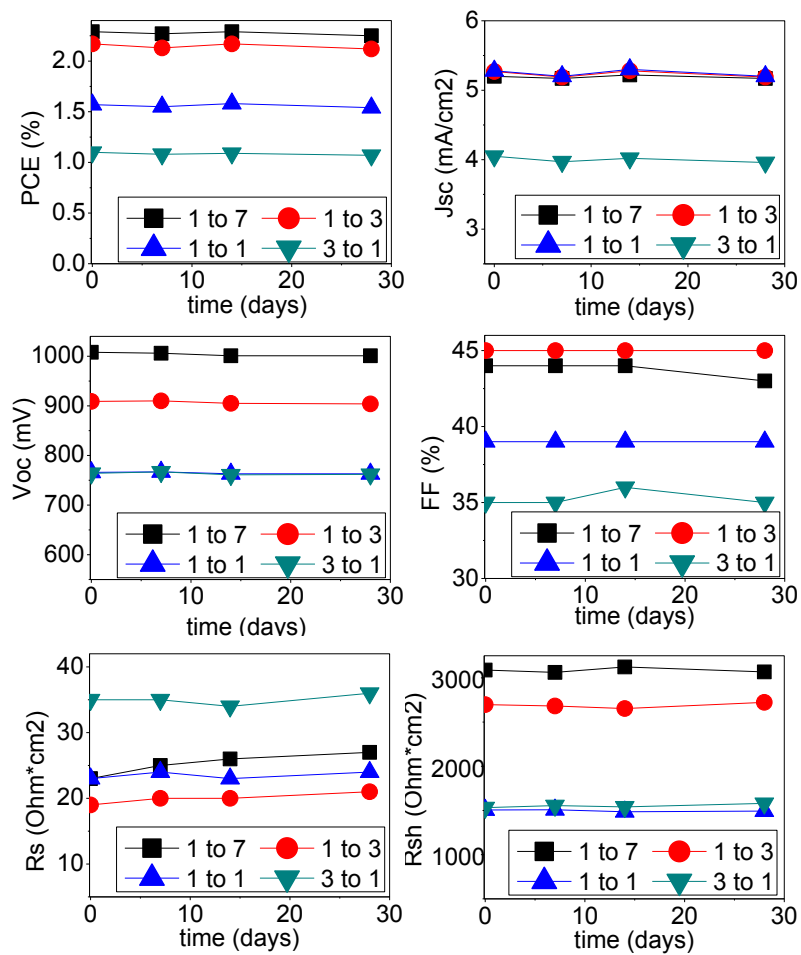 PCE (%)
2.0
1.5
1.0
0.5
0.0
1 to 7 1 to 3
1 to 1 3 to 1
0 10 20 30
time (days)
Jsc (mA/cm2)
6
5
4
3
1 to 7 1 to 3
1 to 1 3 to 1
0 10 20 30
time (days)
Voc (mV)
1000
900
800
700
600
1 to 7 1 to 3
1 to 1 3 to 1
0 10 20 30
time (days)
FF (%)
45
40
35
30
1 to 7 1 to 3
1 to 1 3 to 1
0 10 20 30
time (days)
Rs (Ohm*cm2)
40
30
20
10
1 to 7 1 to 3
1 to 1 3 to 1
0 10 20 30
time (days)
Rsh (Ohm*cm2)
3000
2000
1000
1 to 7 1 to 3
1 to 1 3 to 1
0 10 20 30
time (days)